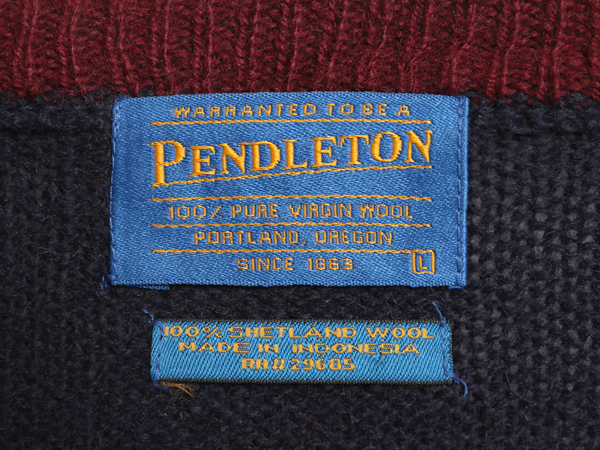 WARRANTED TO BE A
PENDLETON
100% PURE VIRGIN WOOL
PORTLAND, OREGON
SINCE 1863 L
100% SHETLAND WOOL
MADE IN INDONESIA
RN# 29685